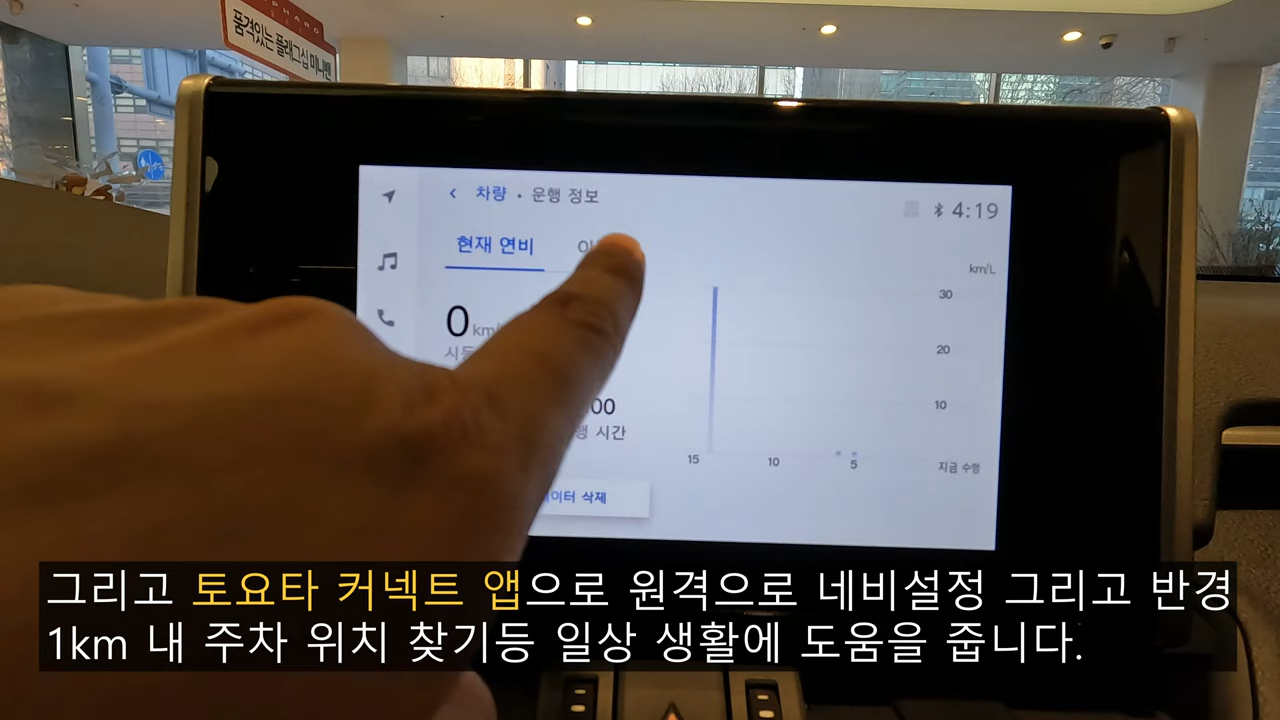 품격있는 플래그십 미니밴
차량 • 운행 정보
4:19
현재 연비
km/L
30
0
20
10
00
시간
15
10
5
지금 수행
삭제
그리고 토요타 커넥트 앱으로 원격으로 네비설정 그리고 반경
1km 내 주차 위치 찾기등 일상 생활에 도움을 줍니다.